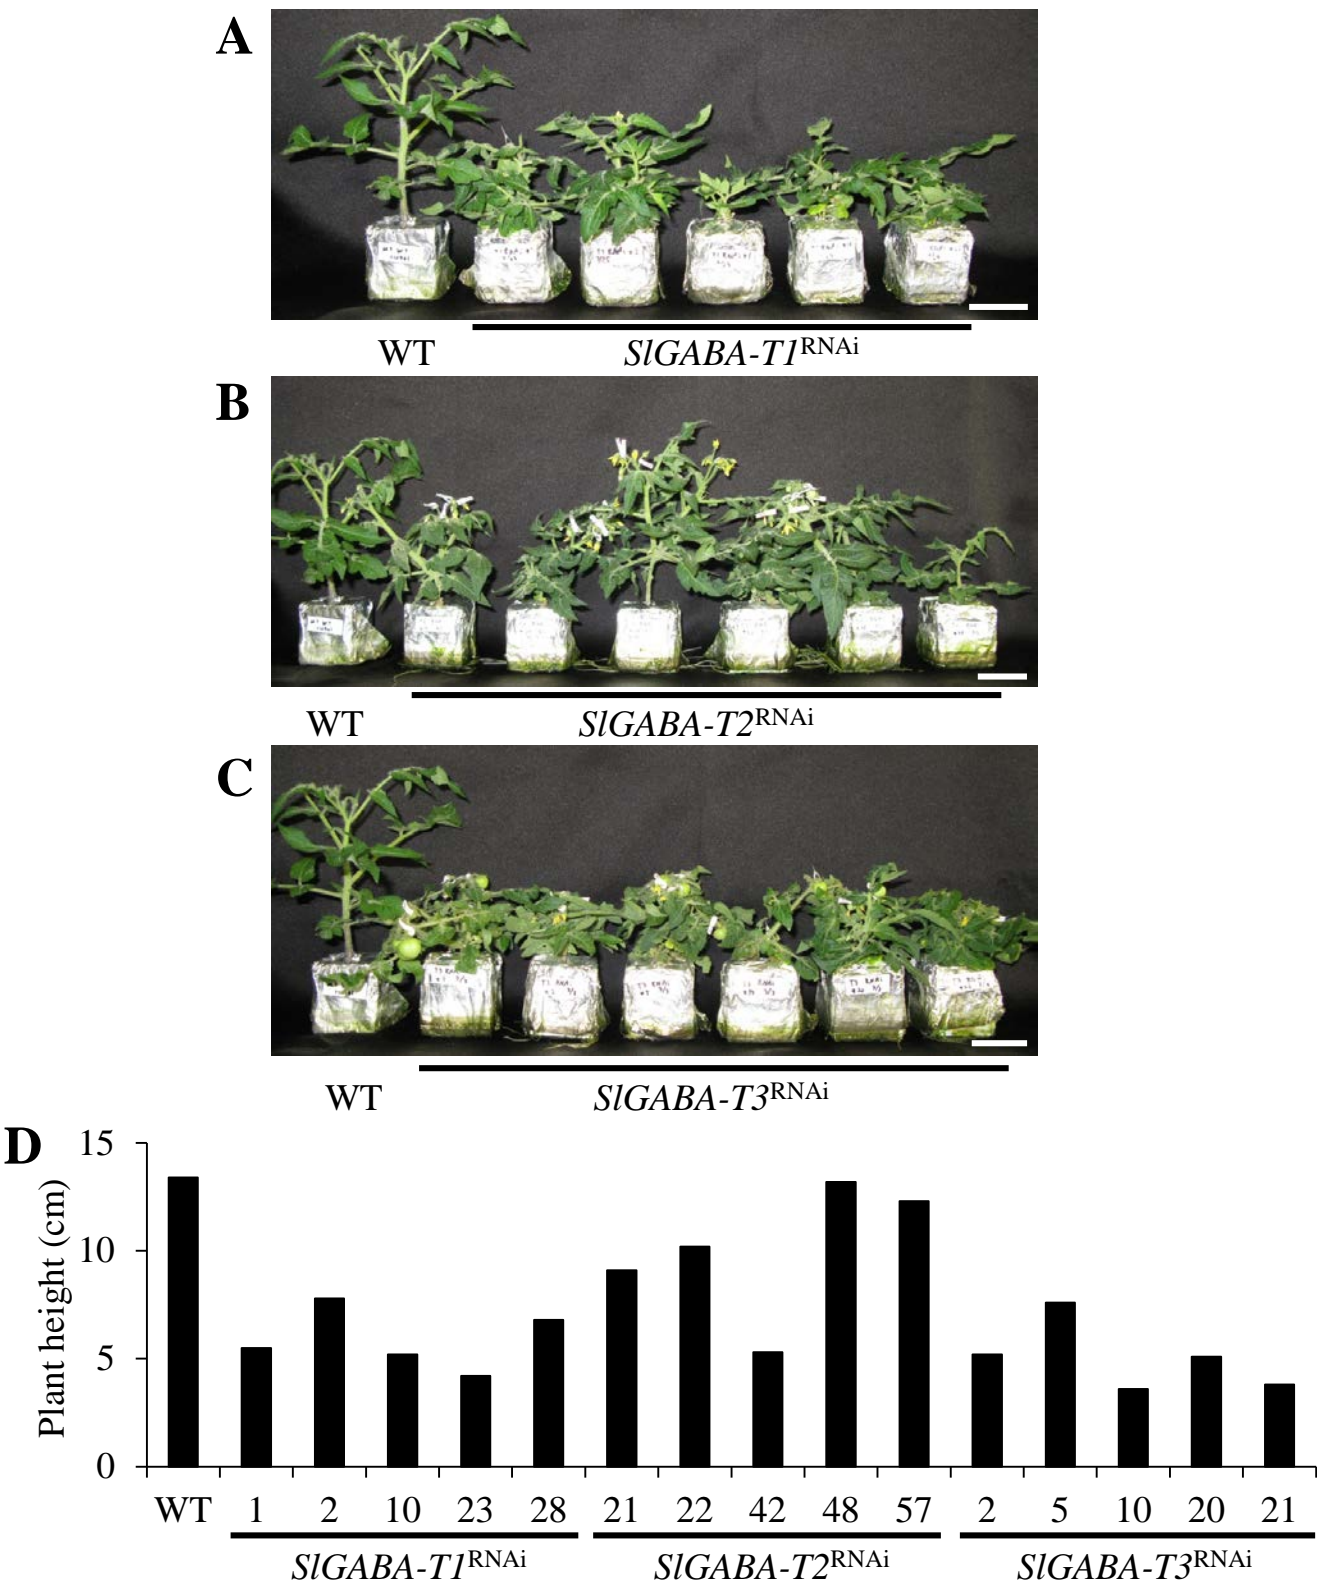 A
WT
SlGABA-T1RNAi
B
WT
SlGABA-T2RNAi
C
WT
SlGABA-T3RNAi
D
Plant height (cm)
15
10
5
0
WT 1 2 10 23 28 21 22 42 48 57 2 5 10 20 21
SlGABA-T1RNAi SlGABA-T2RNAi SlGABA-T3RNAi